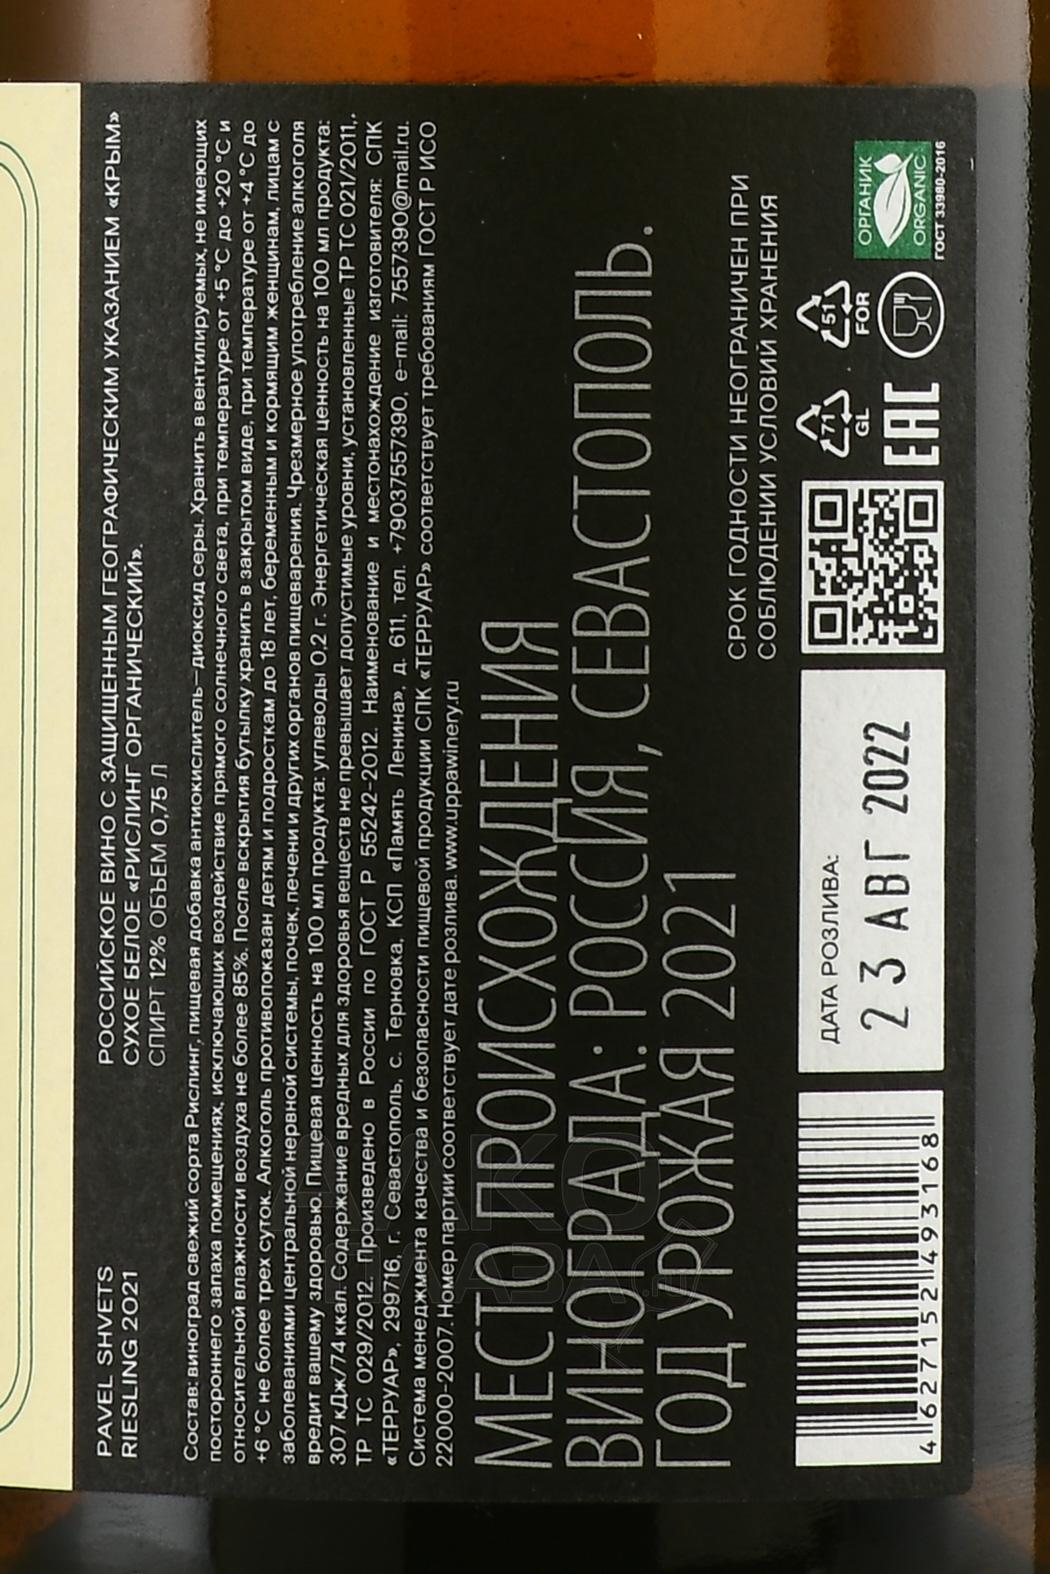 PAVEL SHVETS
RIESLING 2021
РОССИЙСКОЕ ВИНО С ЗАЩИЩЕННЫМ ГЕОГРАФИЧЕСКИМ УКАЗАНИЕМ «КРЫМ»
СУХОЕ БЕЛОЕ «РИСЛИНГ ОРГАНИЧЕСКИЙ».
СПИРТ 12% ОБЪЕМ 0,75 Л
Состав: виноград свежий сорта Рислинг, пищевая добавка антиокислитель– диоксид серы. Хранить в вентилируемых, не имеющих
постороннего запаха помещениях, исключающих воздействие прямого солнечного света, при температуре от +5 °С до +20 °С и
относительной влажности воздуха не более 85%. После вскрытия бутылку хранить в закрытом виде, при температуре от +4 °С до
+6 °С не более трех суток. Алкоголь противопоказан детям и подросткам до 18 лет, беременным и кормящим женщинам, лицам с
заболеваниями центральной нервной системы, почек, печени и других органов пищеварения. Чрезмерное употребление алкоголя
вредит вашему здоровью. Пищевая ценность на 100 мл продукта: углеводы 0,2 г. Энергетическая ценность на 100 мл продукта:
307 кДж/74 ккал. Содержание вредных для здоровья веществ не превышает допустимые уровни, установленные ТР ТС 021/2011,
ТР ТС 029/2012. Произведено в России по ГОСТ Р 55242-2012. Наименование и местонахождение изготовителя: СПК
«ТЕРРУАР», 299716, г. Севастополь, с. Терновка, КСП «Память Ленина», д. 611, тел. +79037557390, e-mail: 7557390@mail.ru.
Система менеджмента качества и безопасности пищевой продукции СПК «ТЕРРУАР» соответствует требованиям ГОСТ Р ИСО
22000-2007. Номер партии соответствует дате розлива. www.uppawinery.ru
МЕСТО ПРОИСХОЖДЕНИЯ
ВИНОГРАДА: РОССИЯ, СЕВАСТОПОЛЬ.
ГОД УРОЖАЯ 2021
СРОК ГОДНОСТИ НЕОГРАНИЧЕН ПРИ
СОБЛЮДЕНИИ УСЛОВИЙ ХРАНЕНИЯ
4 627152 493168
ДАТА РОЗЛИВА:
23 АВГ 2022
71
GL
51
FOR
EAC
ОРГАНИК
ORGANIC
ГОСТ 33980-2016